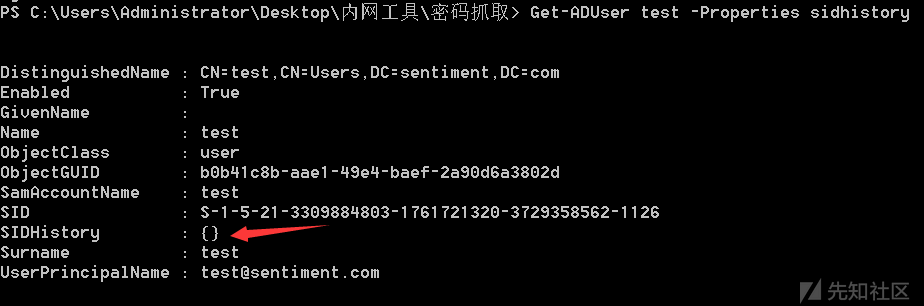 PS C:\Users\Administrator\Desktop\内网工具\密码抓取> Get-ADUser test -Properties sidhistory
DistinguishedName : CN=test,CN=Users,DC=sentiment,DC=com
Enabled : True
GivenName :
Name : test
ObjectClass : user
ObjectGUID : b0b41c8b-aae1-49e4-baef-2a90d6a3802d
SamAccountName : test
SID : S-1-5-21-3309884803-1761721320-3729358562-1126
SIDHistory : {}
Surname : test
UserPrincipalName : test@sentiment.com
先知社区